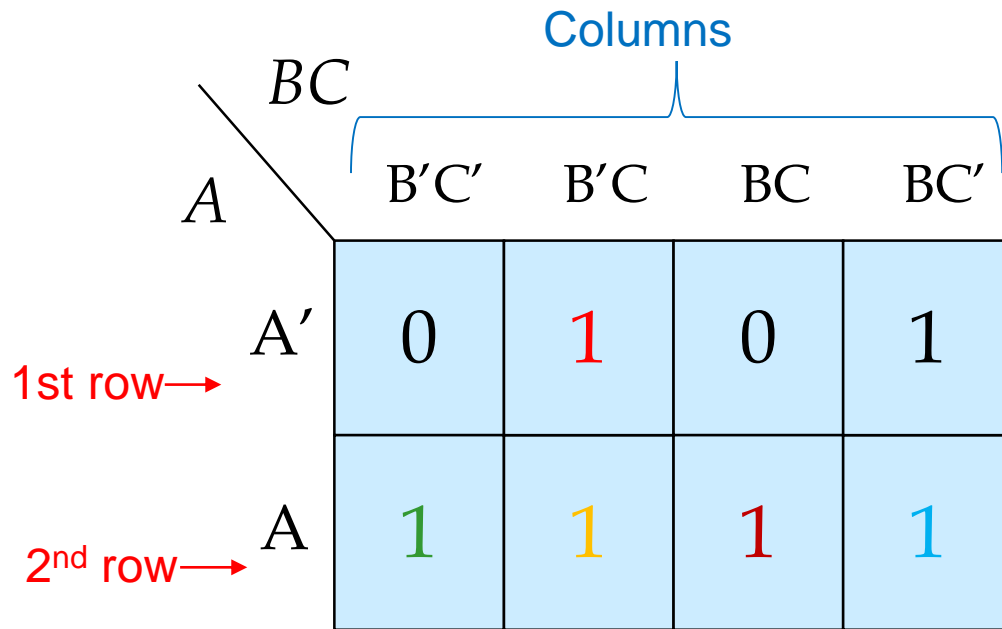 Columns
BC
A
B′C' B′C BC BC′
A′ 0 1 0 1
1st row
A 1 1 1 1
2nd row